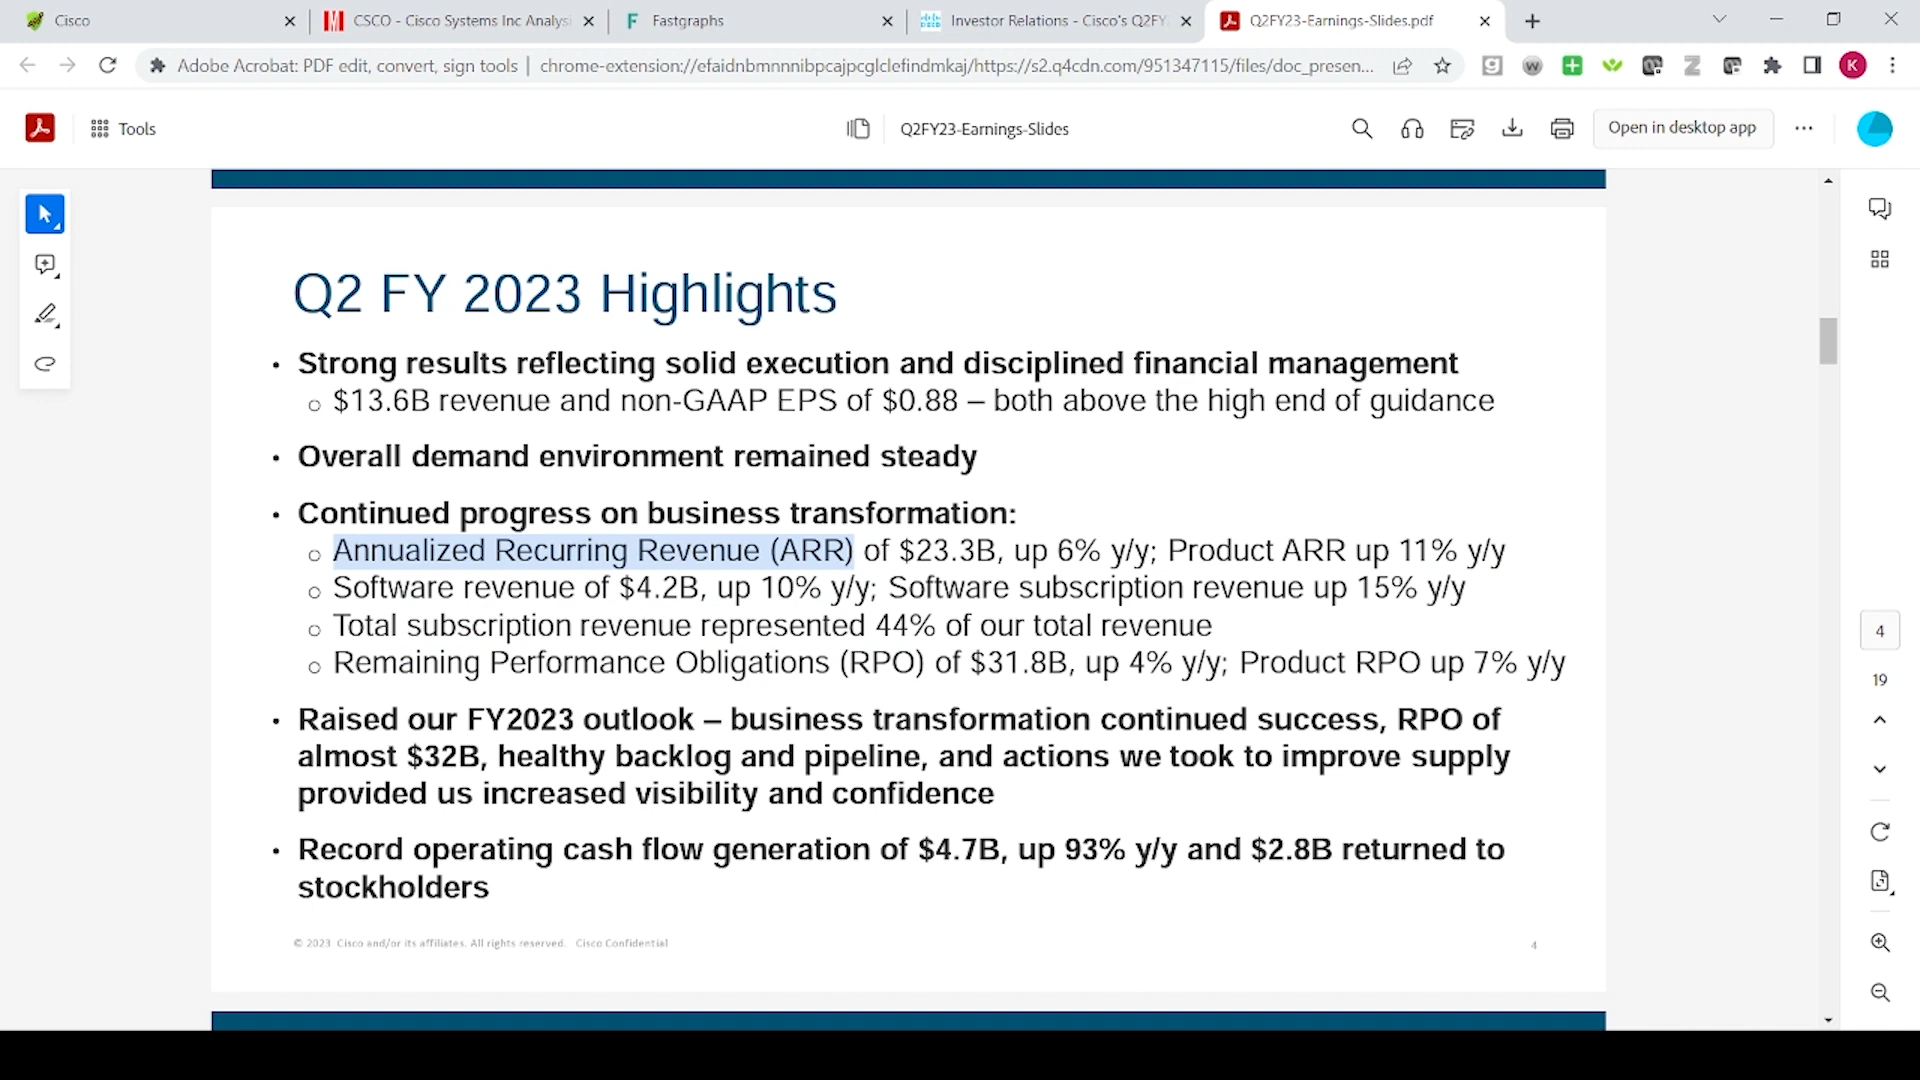 Cisco
CSCO - Cisco Systems Inc Analysi
Fastgraphs
Investor Relations - Cisco's Q2FY
Q2FY23-Earnings-Slides.pdf
Adobe Acrobat: PDF edit, convert, sign tools
chrome-extension://efaidnbmnnnibpcajpcglclefindmkaj/https://s2.q4cdn.com/951347115/files/doc_presen...
K
Tools
Q2FY23-Earnings-Slides
Open in desktop app
Q2 FY 2023 Highlights
• Strong results reflecting solid execution and disciplined financial management
○ $13.6B revenue and non-GAAP EPS of $0.88 – both above the high end of guidance
• Overall demand environment remained steady
• Continued progress on business transformation:
○ Annualized Recurring Revenue (ARR) of $23.3B, up 6% y/y; Product ARR up 11% y/y
○ Software revenue of $4.2B, up 10% y/y; Software subscription revenue up 15% y/y
○ Total subscription revenue represented 44% of our total revenue
○ Remaining Performance Obligations (RPO) of $31.8B, up 4% y/y; Product RPO up 7% y/y
• Raised our FY2023 outlook – business transformation continued success, RPO of
almost $32B, healthy backlog and pipeline, and actions we took to improve supply
provided us increased visibility and confidence
• Record operating cash flow generation of $4.7B, up 93% y/y and $2.8B returned to
stockholders
© 2023 Cisco and/or its affiliates. All rights reserved. Cisco Confidential
4
4
19